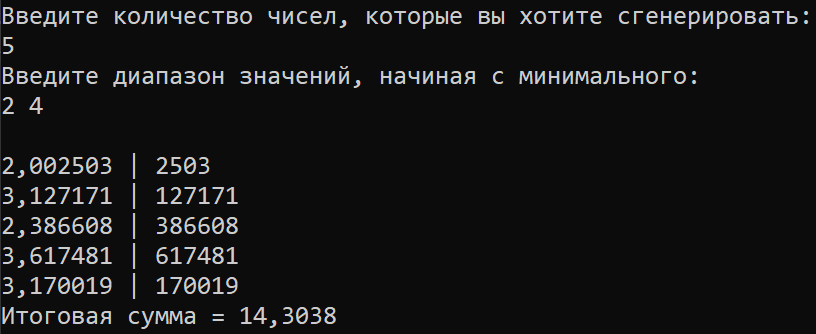 Введите количество чисел, которые вы хотите сгенерировать:
5
Введите диапазон значений, начиная с минимального:
2 4
2,002503 | 2503
3,127171 | 127171
2,386608 | 386608
3,617481 | 617481
3,170019 | 170019
Итоговая сумма = 14,3038